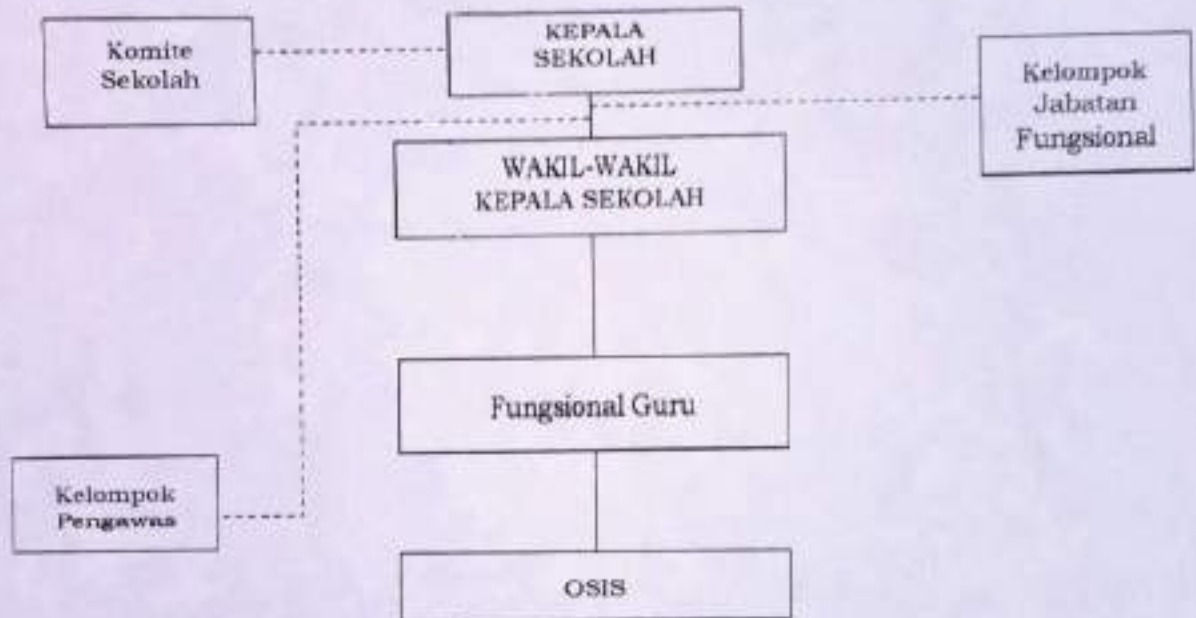 Komite
Sekolah
KEPALA
SEKOLAH
Kelompok
Jabatan
Fungsional
WAKIL-WAKIL
KEPALA SEKOLAH
Fungsional Guru
Kelompok
Pengawas
OSIS